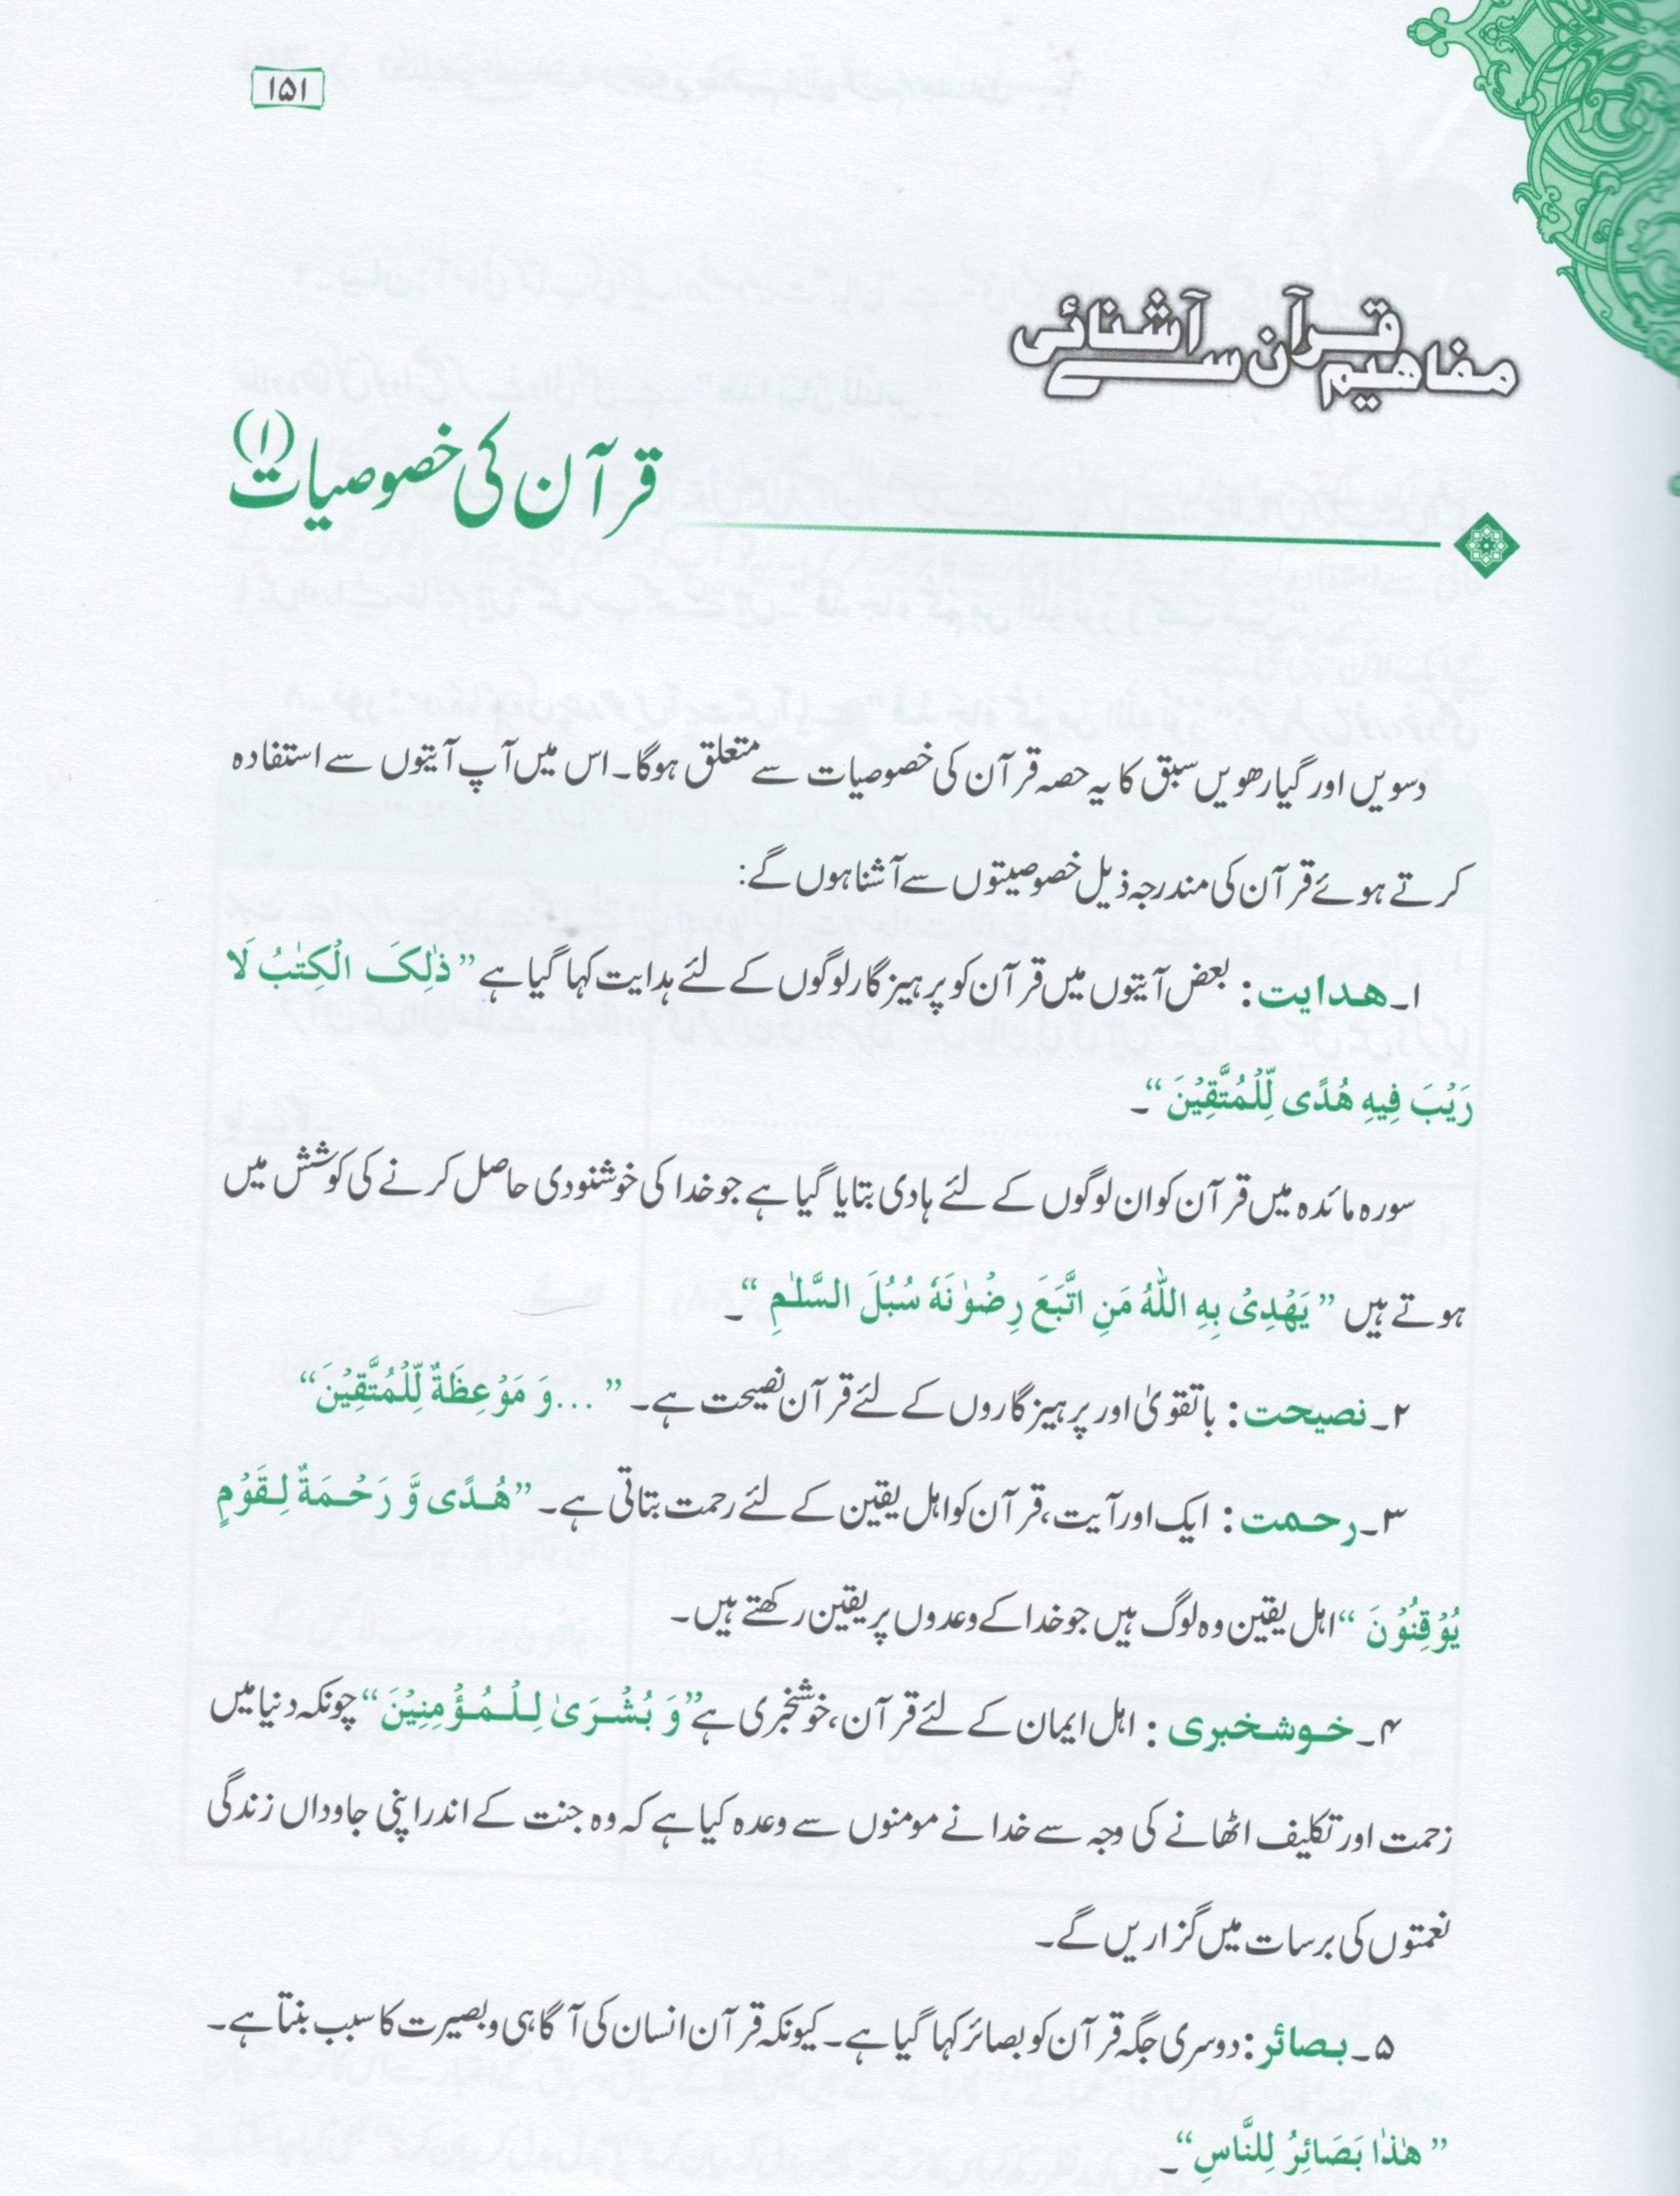 ۱۵۱
مفاهیم قرآن سے آشنائی
قرآن کی خصوصیات (۱)
دسویں اور گیارھویں سبق کا یہ حصہ قرآن کی خصوصیات سے متعلق ہوگا۔ اس میں آپ آیتوں سے استفادہ
کرتے ہوئے قرآن کی مندرجہ ذیل خصوصیتوں سے آشنا ہوں گے:
۱۔ ھدایت: بعض آیتوں میں قرآن کو پرہیزگار لوگوں کے لئے ہدایت کہا گیا ہے ”ذٰلِکَ الْکِتٰبُ لَا
رَیْبَ فِیهِ هُدًی لِّلْمُتَّقِیْنَ“۔
سورہ مائدہ میں قرآن کو ان لوگوں کے لئے ہادی بتایا گیا ہے جو خدا کی خوشنودی حاصل کرنے کی کوشش میں
ہوتے ہیں ”یَهْدِیْ بِهِ اللّٰهُ مَنِ اتَّبَعَ رِضْوٰنَهٗ سُبُلَ السَّلٰمِ“۔
۲۔ نصیحت: با تقویٰ اور پرہیزگاروں کے لئے قرآن نصیحت ہے۔ ”...وَ مَوْعِظَةٌ لِّلْمُتَّقِیْنَ“
۳۔ رحمت: ایک اور آیت، قرآن کو اہل یقین کے لئے رحمت بتاتی ہے۔ ”هُدًی وَّ رَحْمَةٌ لِقَوْمٍ
یُوْقِنُوْنَ“ اہل یقین وہ لوگ ہیں جو خدا کے وعدوں پر یقین رکھتے ہیں۔
۴۔ خوشخبری: اہل ایمان کے لئے قرآن، خوشخبری ہے ”وَ بُشْرَیٰ لِلْمُؤْمِنِیْنَ“ چونکہ دنیا میں
زحمت اور تکلیف اٹھانے کی وجہ سے خدا نے مومنوں سے وعدہ کیا ہے کہ وہ جنت کے اندر اپنی جاوداں زندگی
نعمتوں کی برسات میں گزاریں گے۔
۵۔ بصائر: دوسری جگہ قرآن کو بصائر کہا گیا ہے۔ کیونکہ قرآن انسان کی آگاہی و بصیرت کا سبب بنتا ہے۔
”هٰذٰا بَصَائِرُ لِلنَّاسِ“۔